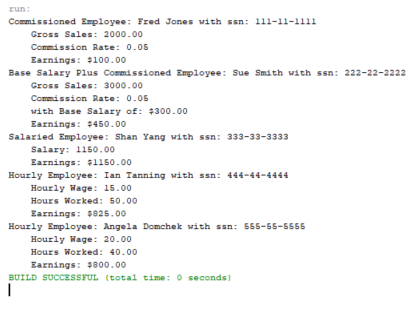 run:
Commissioned Employee: Fred Jones with ssn: 111-11-1111
Gross Sales: 2000.00
Commission Rate: 0.05
Earnings: $100.00
Base Salary Plus Commissioned Employee: Sue Smith with ssn: 222-22-2222
Gross Sales: 3000.00
Commission Rate: 0.05
with Base Salary of: $300.00
Earnings: $450.00
Salaried Employee: Shan Yang with ssn: 333-33-3333
Salary: 1150.00
Earnings: $1150.00
Hourly Employee: Ian Tanning with ssn: 444-44-4444
Hourly Wage: 15.00
Hours Worked: 50.00
Earnings: $825.00
Hourly Employee: Angela Domchek with ssn: 555-55-5555
Hourly Wage: 20.00
Hours Worked: 40.00
Earnings: $800.00
BUILD SUCCESSFUL (total time: 0 seconds)